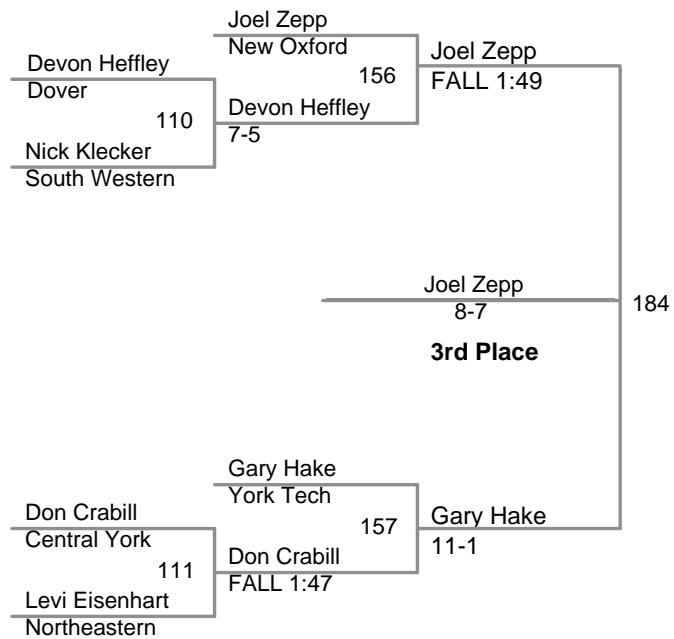 Joel Zepp
New Oxford
Devon Heffley
Dover
156
Joel Zepp
FALL 1:49
110
Devon Heffley
7-5
Nick Klecker
South Western
Joel Zepp
8-7
184
3rd Place
Gary Hake
York Tech
Don Crabill
Central York
157
Gary Hake
11-1
111
Don Crabill
FALL 1:47
Levi Eisenhart
Northeastern